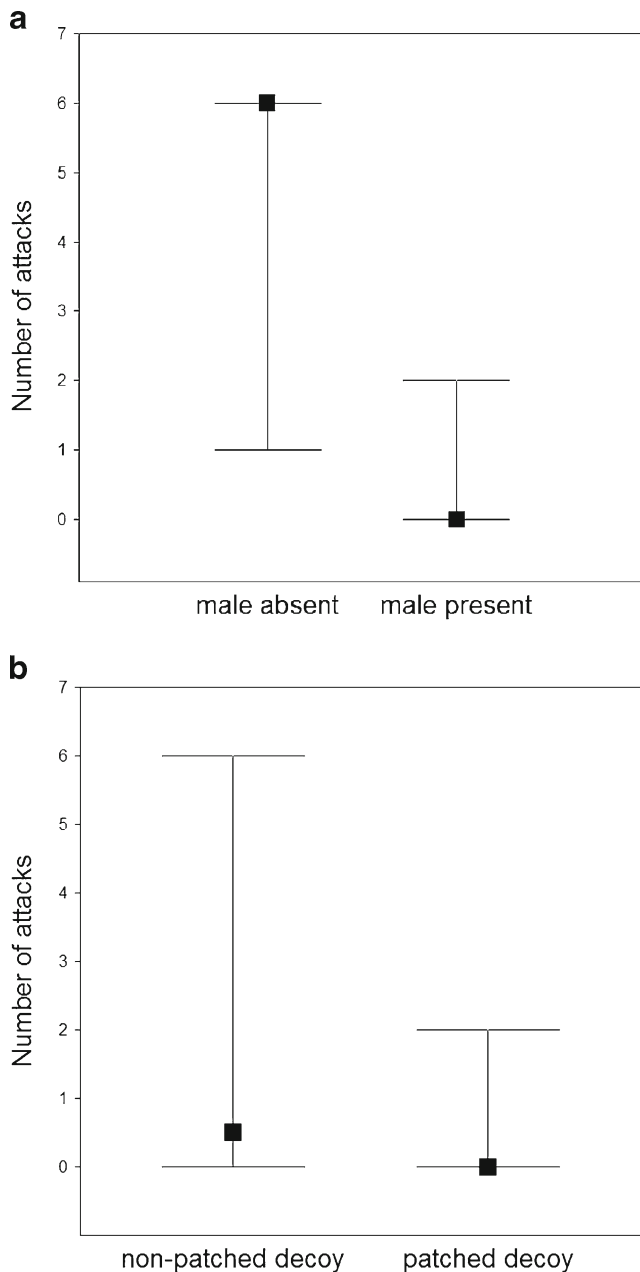 a
7
6
5
4
3
2
1
0
Number of attacks
male absent male present
b
7
6
5
4
3
2
1
0
Number of attacks
non-patched decoy patched decoy